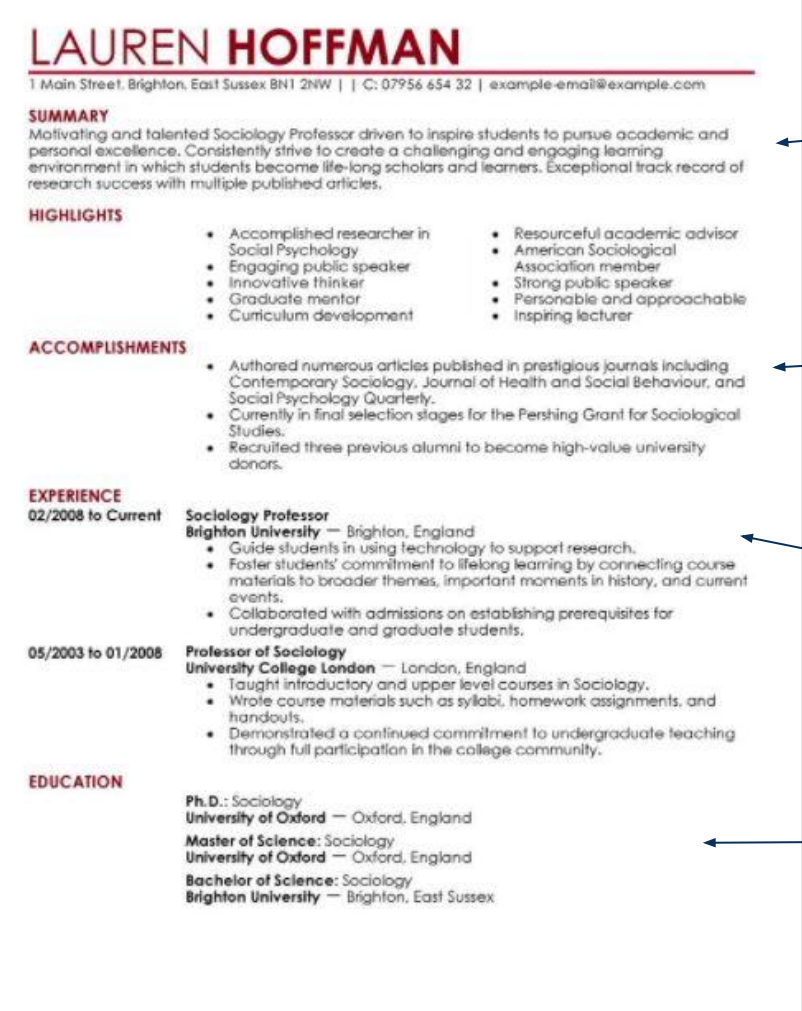 LAUREN HOFFMAN
1 Main Street, Brighton, East Sussex BN1 2NW | | C: 07956 654 32 | example-email@example.com
SUMMARY
Motivating and talented Sociology Professor driven to inspire students to pursue academic and
personal excellence. Consistently strive to create a challenging and engaging learning
environment in which students become life-long scholars and learners. Exceptional track record of
research success with multiple published articles.
HIGHLIGHTS
• Accomplished researcher in
Social Psychology
• Engaging public speaker
• Innovative thinker
• Graduate mentor
• Curriculum development
• Resourceful academic advisor
• American Sociological
Association member
• Strong public speaker
• Personable and approachable
• Inspiring lecturer
ACCOMPLISHMENTS
• Authored numerous articles published in prestigious journals including
Contemporary Sociology, Journal of Health and Social Behaviour, and
Social Psychology Quarterly.
• Currently in final selection stages for the Pershing Grant for Sociological
Studies.
• Recruited three previous alumni to become high-value university
donors.
EXPERIENCE
02/2008 to Current Sociology Professor
Brighton University — Brighton, England
• Guide students in using technology to support research.
• Foster students' commitment to lifelong learning by connecting course
materials to broader themes, important moments in history, and current
events.
• Collaborated with admissions on establishing prerequisites for
undergraduate and graduate students.
05/2003 to 01/2008 Professor of Sociology
University College London — London, England
• Taught introductory and upper level courses in Sociology.
• Wrote course materials such as syllabi, homework assignments, and
handouts.
• Demonstrated a continued commitment to undergraduate teaching
through full participation in the college community.
EDUCATION
Ph.D.: Sociology
University of Oxford — Oxford, England
Master of Science: Sociology
University of Oxford — Oxford, England
Bachelor of Science: Sociology
Brighton University — Brighton, East Sussex